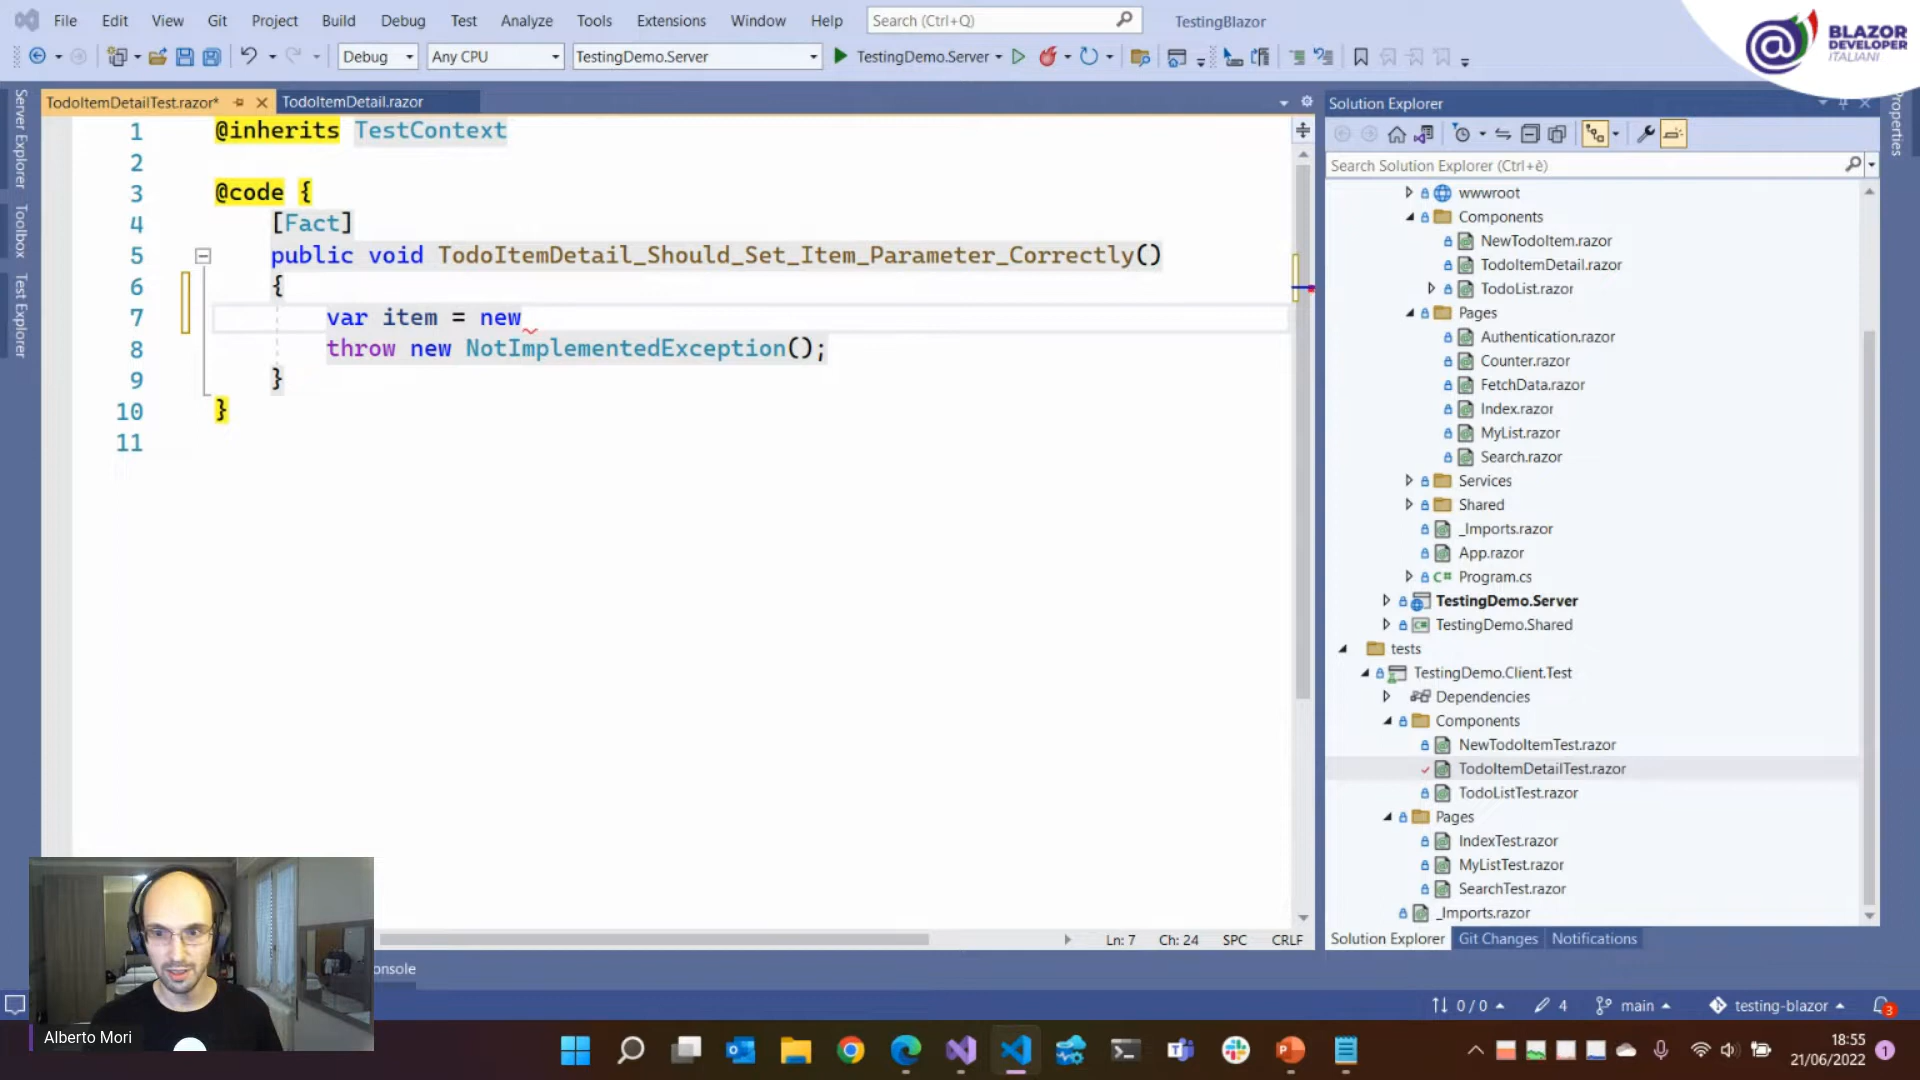 File Edit View Git Project Build Debug Test Analyze Tools Extensions Window Help Search (Ctrl+Q) TestingBlazor
BLAZOR
DEVELOPER
ITALIANI
Debug Any CPU TestingDemo.Server TestingDemo.Server
Server Explorer
Toolbox
Test Explorer
TodoItemDetailTest.razor* TodoItemDetail.razor
1 @inherits TestContext
2
3 @code {
4 [Fact]
5 public void TodoItemDetail_Should_Set_Item_Parameter_Correctly()
6 {
7 var item = new
8 throw new NotImplementedException();
9 }
10 }
11
Ln: 7 Ch: 24 SPC CRLF
onsole
Solution Explorer
Properties
Search Solution Explorer (Ctrl+è)
wwwroot
Components
NewTodoItem.razor
TodoItemDetail.razor
TodoList.razor
Pages
Authentication.razor
Counter.razor
FetchData.razor
Index.razor
MyList.razor
Search.razor
Services
Shared
_Imports.razor
App.razor
C# Program.cs
TestingDemo.Server
C# TestingDemo.Shared
tests
TestingDemo.Client.Test
Dependencies
Components
NewTodoItemTest.razor
TodoItemDetailTest.razor
TodoListTest.razor
Pages
IndexTest.razor
MyListTest.razor
SearchTest.razor
_Imports.razor
Solution Explorer Git Changes Notifications
0 / 0 4 main testing-blazor 3
Alberto Mori
18:55
21/06/2022
1